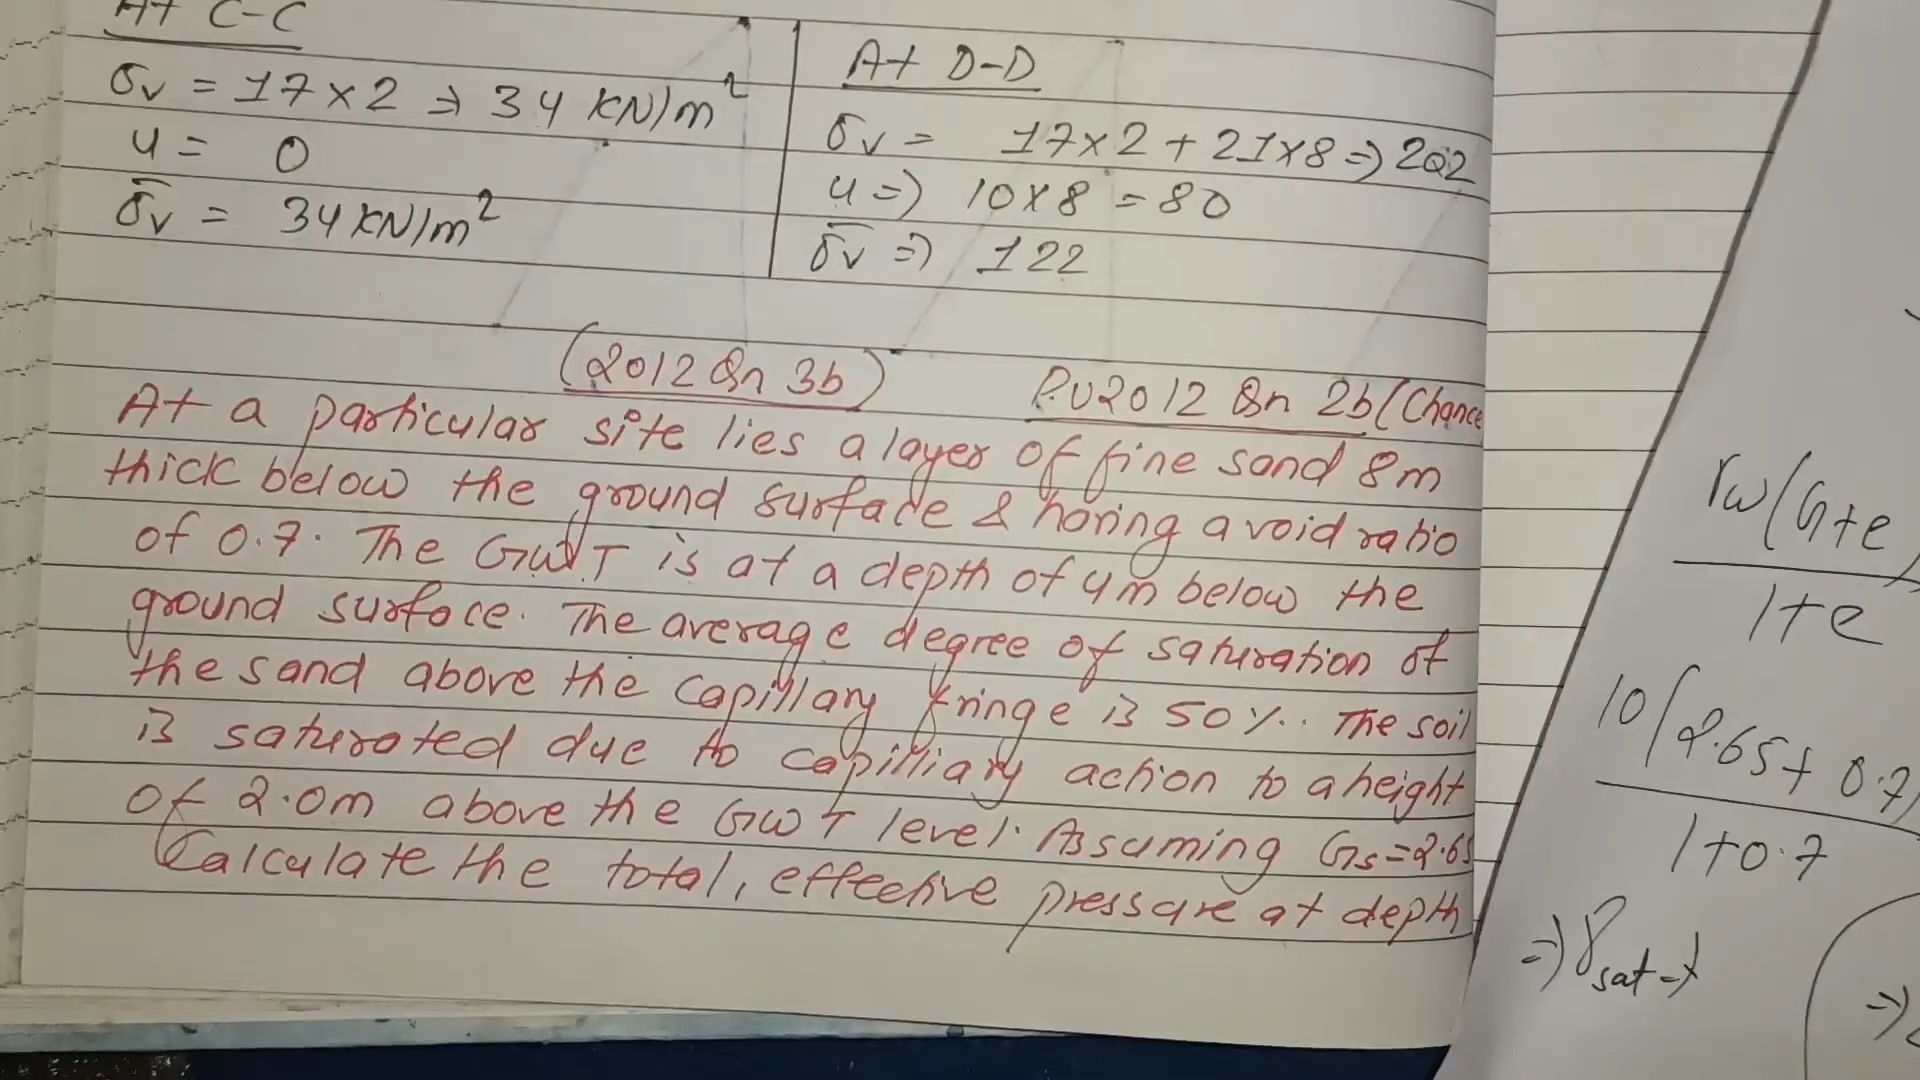 At C-C
σv = 17×2 ⇒ 34 KN/m²
u = 0
σ̄v = 34 KN/m²
At D-D
σv = 17×2 + 21×8 ⇒ 202
u ⇒ 10×8 = 80
σ̄v ⇒ 122
(2012 Qn 3b) P.U 2012 Qn 2b (Chance
At a particular site lies a layer of fine sand 8m
thick below the ground surface & having a void ratio
of 0.7. The GWT is at a depth of 4m below the
ground surface. The average degree of saturation of
the sand above the capillary fringe is 50%. The soil
is saturated due to capilliary action to a height
of 2.0m above the GWT level. Assuming Gs=2.65
Calculate the total, effective pressure at depth
γw(G+e)
1+e
10(2.65+0.7)
1+0.7
⇒ γsat →
⇒